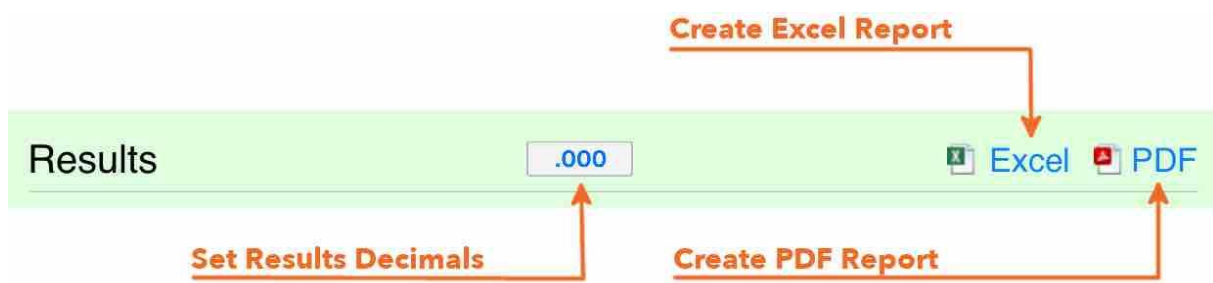 Create Excel Report
Results .000 Excel PDF
Set Results Decimals Create PDF Report